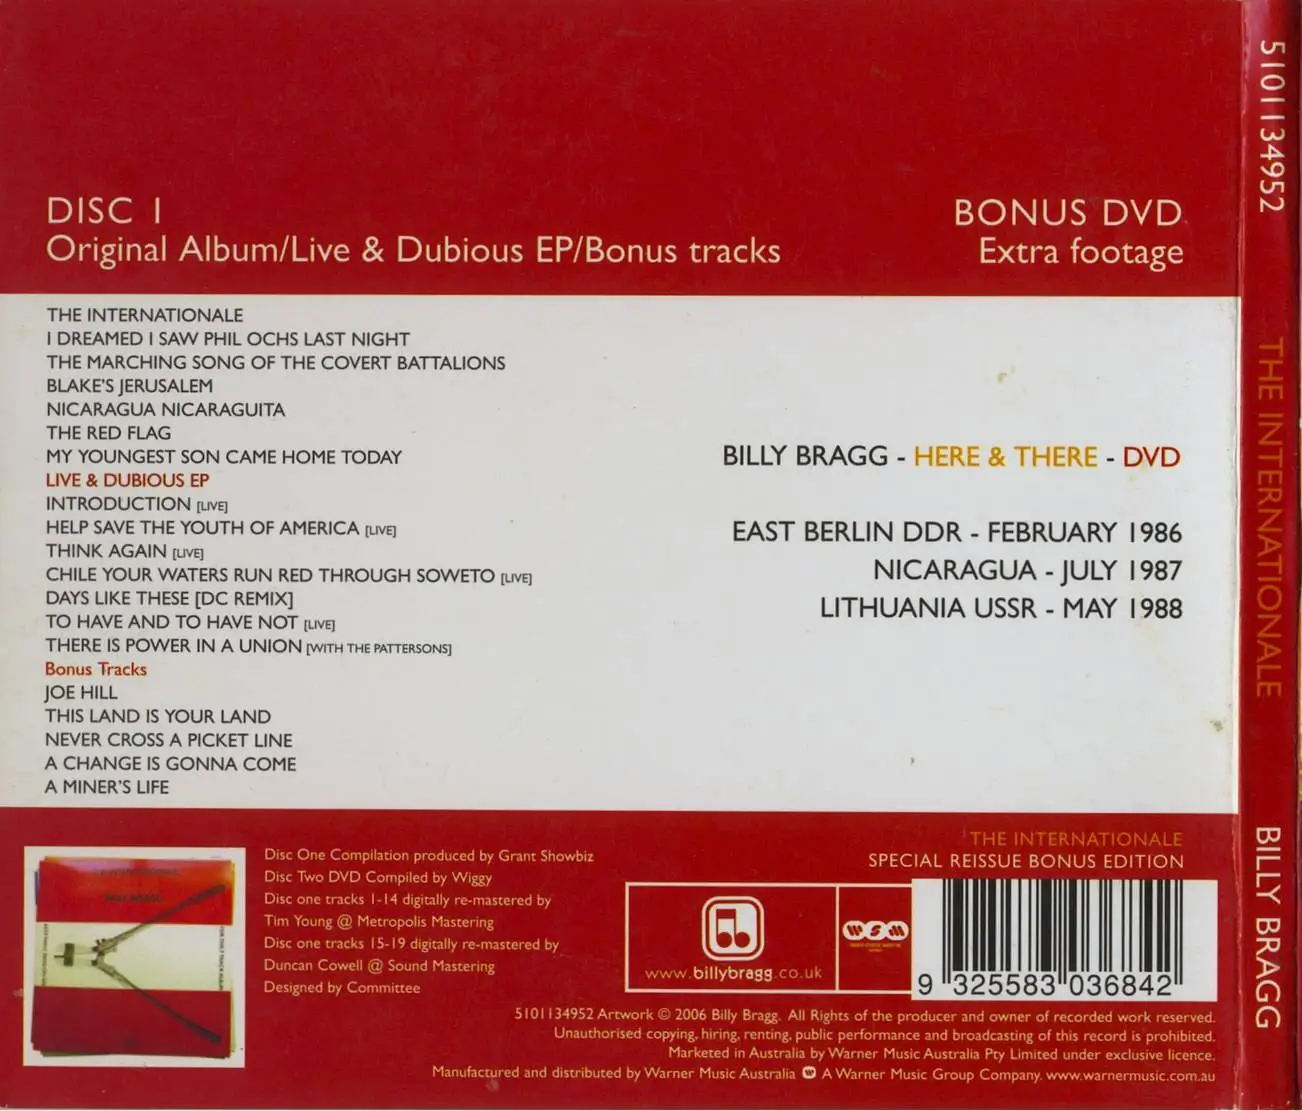 DISC 1
Original Album/Live & Dubious EP/Bonus tracks
BONUS DVD
Extra footage
THE INTERNATIONALE
I DREAMED I SAW PHIL OCHS LAST NIGHT
THE MARCHING SONG OF THE COVERT BATTALIONS
BLAKE'S JERUSALEM
NICARAGUA NICARAGUITA
THE RED FLAG
MY YOUNGEST SON CAME HOME TODAY
LIVE & DUBIOUS EP
INTRODUCTION [LIVE]
HELP SAVE THE YOUTH OF AMERICA [LIVE]
THINK AGAIN [LIVE]
CHILE YOUR WATERS RUN RED THROUGH SOWETO [LIVE]
DAYS LIKE THESE [DC REMIX]
TO HAVE AND TO HAVE NOT [LIVE]
THERE IS POWER IN A UNION [WITH THE PATTERSONS]
Bonus Tracks
JOE HILL
THIS LAND IS YOUR LAND
NEVER CROSS A PICKET LINE
A CHANGE IS GONNA COME
A MINER'S LIFE
BILLY BRAGG - HERE & THERE - DVD
EAST BERLIN DDR - FEBRUARY 1986
NICARAGUA - JULY 1987
LITHUANIA USSR - MAY 1988
Disc One Compilation produced by Grant Showbiz
Disc Two DVD Compiled by Wiggy
Disc one tracks 1-14 digitally re-mastered by
Tim Young @ Metropolis Mastering
Disc one tracks 15-19 digitally re-mastered by
Duncan Cowell @ Sound Mastering
Designed by Committee
THE INTERNATIONALE
SPECIAL REISSUE BONUS EDITION
www.billybragg.co.uk
WSM
9 325583 036842
5101134952 Artwork © 2006 Billy Bragg. All Rights of the producer and owner of recorded work reserved.
Unauthorised copying, hiring, renting, public performance and broadcasting of this record is prohibited.
Marketed in Australia by Warner Music Australia Pty Limited under exclusive licence.
Manufactured and distributed by Warner Music Australia A Warner Music Group Company. www.warnermusic.com.au
5101134952
THE INTERNATIONALE
BILLY BRAGG